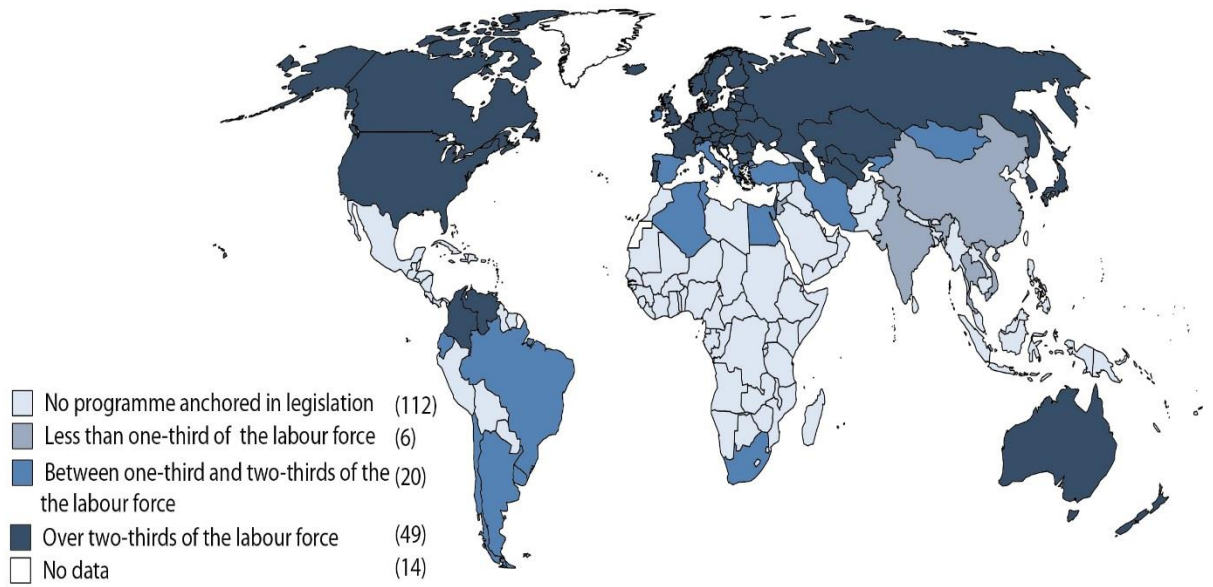 No programme anchored in legislation (112)
Less than one-third of the labour force (6)
Between one-third and two-thirds of the (20)
the labour force
Over two-thirds of the labour force (49)
No data (14)